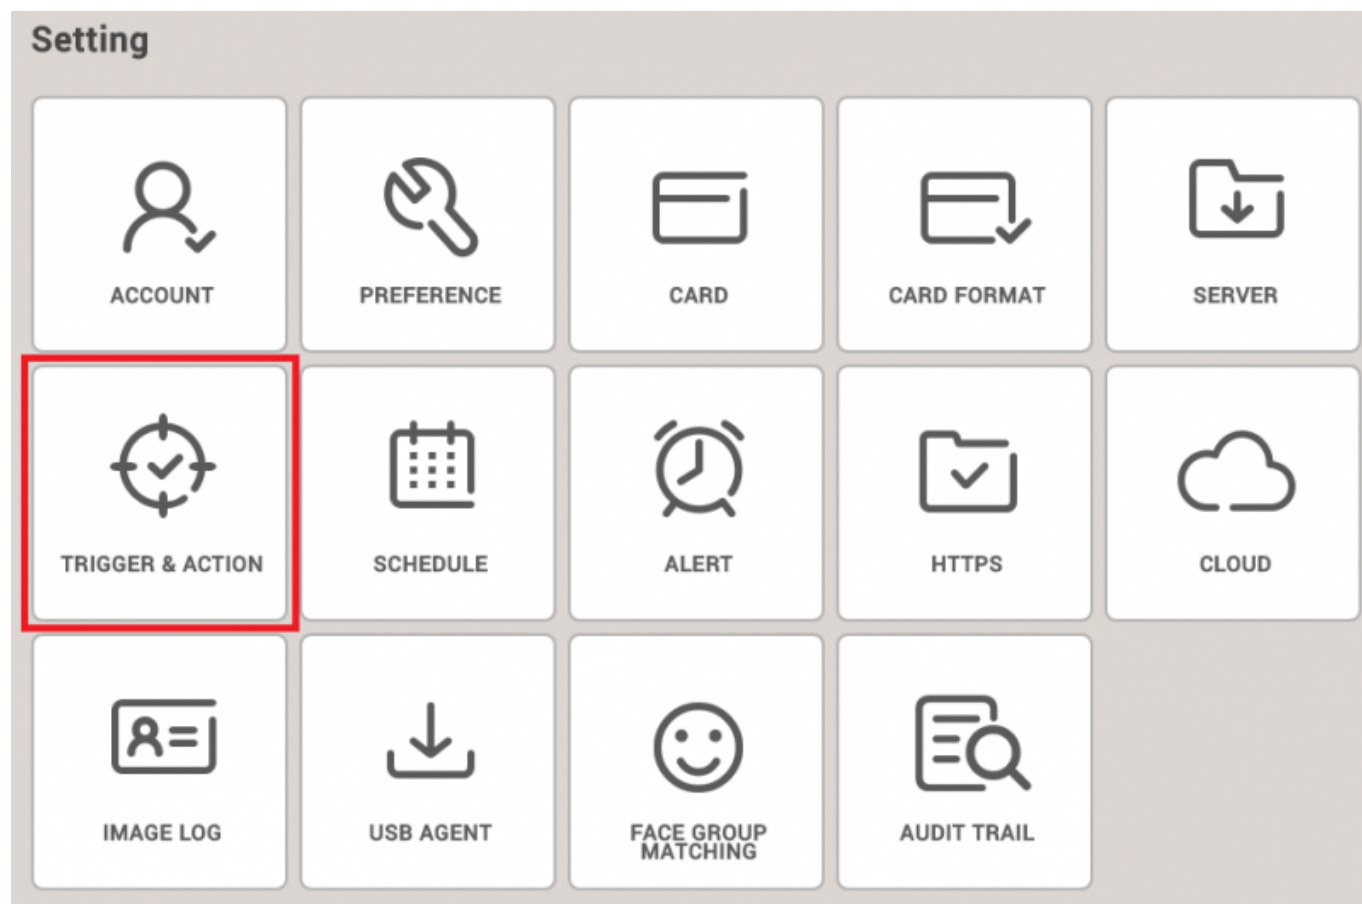 Setting
ACCOUNT
PREFERENCE
CARD
CARD FORMAT
SERVER
TRIGGER & ACTION
SCHEDULE
ALERT
HTTPS
CLOUD
IMAGE LOG
USB AGENT
FACE GROUP
MATCHING
AUDIT TRAIL